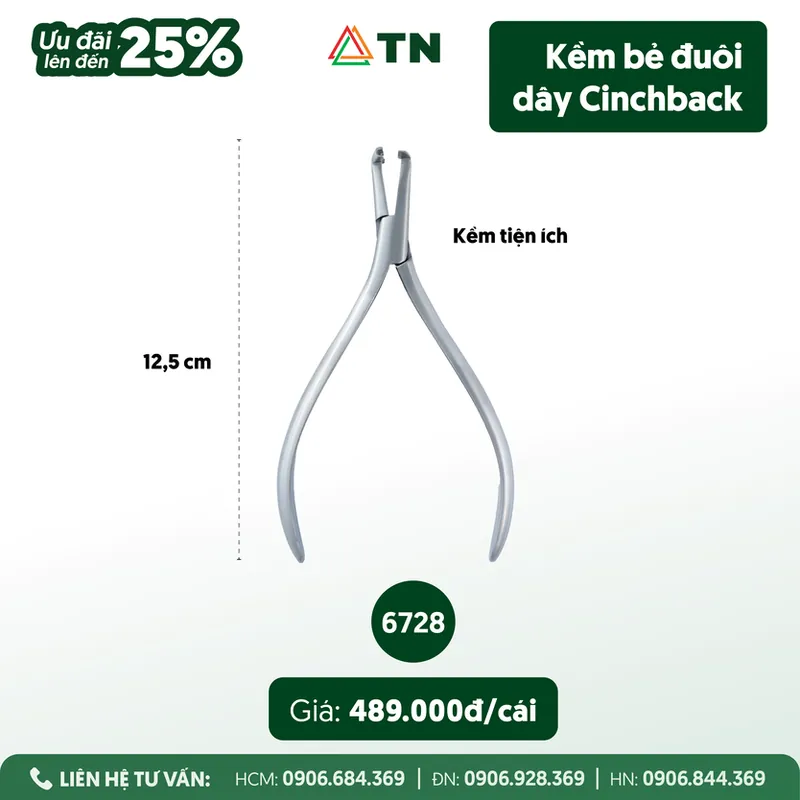 Ưu đãi
lên đến
25%
TN
Kềm bẻ đuôi
dây Cinchback
Kềm tiện ích
12,5 cm
6728
Giá: 489.000đ/cái
LIÊN HỆ TƯ VẤN: HCM: 0906.684.369 | ĐN: 0906.928.369 | HN: 0906.844.369